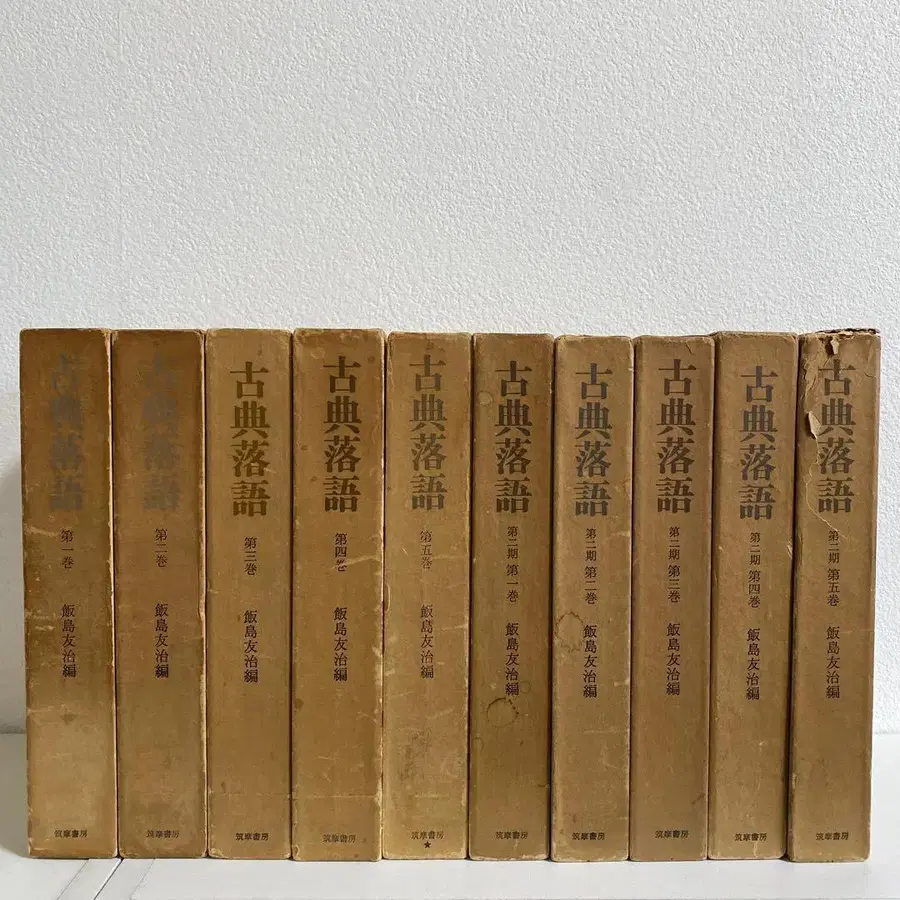 古典落語
第一巻
飯島友治編
筑摩書房
古典落語
第二巻
飯島友治編
筑摩書房
古典落語
第三巻
飯島友治編
筑摩書房
古典落語
第四巻
飯島友治編
筑摩書房
古典落語
第五巻
飯島友治編
筑摩書房
★
古典落語
第二期 第一巻
飯島友治編
筑摩書房
古典落語
第二期 第二巻
飯島友治編
筑摩書房
古典落語
第二期 第三巻
飯島友治編
筑摩書房
古典落語
第二期 第四巻
飯島友治編
筑摩書房
古典落語
第二期 第五巻
飯島友治編
筑摩書房